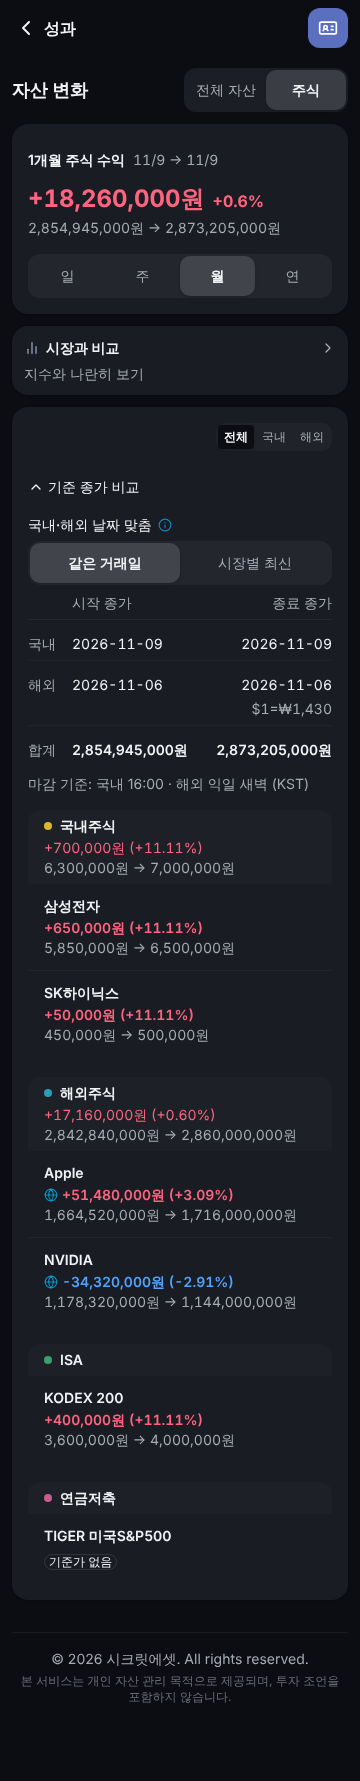 성과
자산 변화
전체 자산 주식
1개월 주식 수익 11/9 → 11/9
+18,260,000원 +0.6%
2,854,945,000원 → 2,873,205,000원
일 주 월 연
시장과 비교
지수와 나란히 보기
전체 국내 해외
기준 종가 비교
국내·해외 날짜 맞춤
같은 거래일 시장별 최신
시작 종가 종료 종가
국내 2026-11-09 2026-11-09
해외 2026-11-06 2026-11-06
$1=₩1,430
합계 2,854,945,000원 2,873,205,000원
마감 기준: 국내 16:00 · 해외 익일 새벽 (KST)
국내주식
+700,000원 (+11.11%)
6,300,000원 → 7,000,000원
삼성전자
+650,000원 (+11.11%)
5,850,000원 → 6,500,000원
SK하이닉스
+50,000원 (+11.11%)
450,000원 → 500,000원
해외주식
+17,160,000원 (+0.60%)
2,842,840,000원 → 2,860,000,000원
Apple
+51,480,000원 (+3.09%)
1,664,520,000원 → 1,716,000,000원
NVIDIA
-34,320,000원 (-2.91%)
1,178,320,000원 → 1,144,000,000원
ISA
KODEX 200
+400,000원 (+11.11%)
3,600,000원 → 4,000,000원
연금저축
TIGER 미국S&P500
기준가 없음
© 2026 시크릿에셋. All rights reserved.
본 서비스는 개인 자산 관리 목적으로 제공되며, 투자 조언을
포함하지 않습니다.